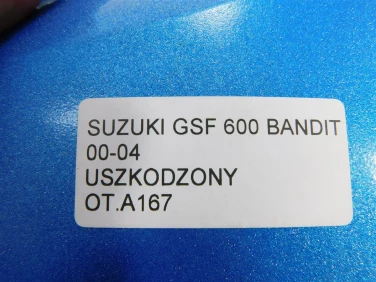 SUZUKI GSF 600 BANDIT
00-04
USZKODZONY
OT.A167